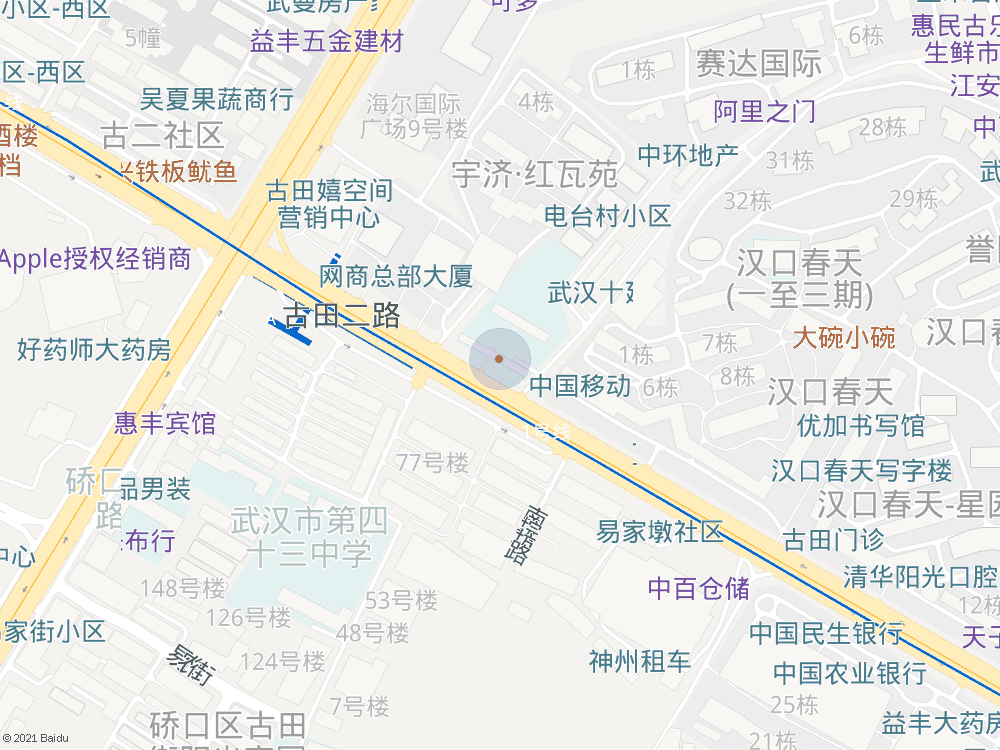 小区-西区
5幢
益丰五金建材
区-西区
吴夏果蔬商行
古二社区
酒楼
档
铁板鱿鱼
海尔国际
广场9号楼
1栋
赛达国际
6栋
惠民古乐
生鲜市
江安
4栋
阿里之门
28栋
宇济·红瓦苑
中环地产
31栋
32栋
29栋
古田嬉空间
营销中心
电台村小区
Apple授权经销商
网商总部大厦
武汉十
汉口春天
(一至三期)
誉
古田二路
好药师大药房
大碗小碗
汉口春
1栋
7栋
8栋
6栋
中国移动
汉口春天
惠丰宾馆
1号线
优加书写馆
77号楼
汉口春天写字楼
硚口
路
品男装
汉口春天-星
武汉市第四
十三中学
南垸路
易家墩社区
古田门诊
布行
中心
148号楼
126号楼
53号楼
48号楼
中百仓储
清华阳光口腔
12栋
家街小区
124号楼
易家街
神州租车
中国民生银行
天子
中国农业银行
7号楼
25栋
硚口区古田
益丰大药房
21栋
© 2021 Baidu